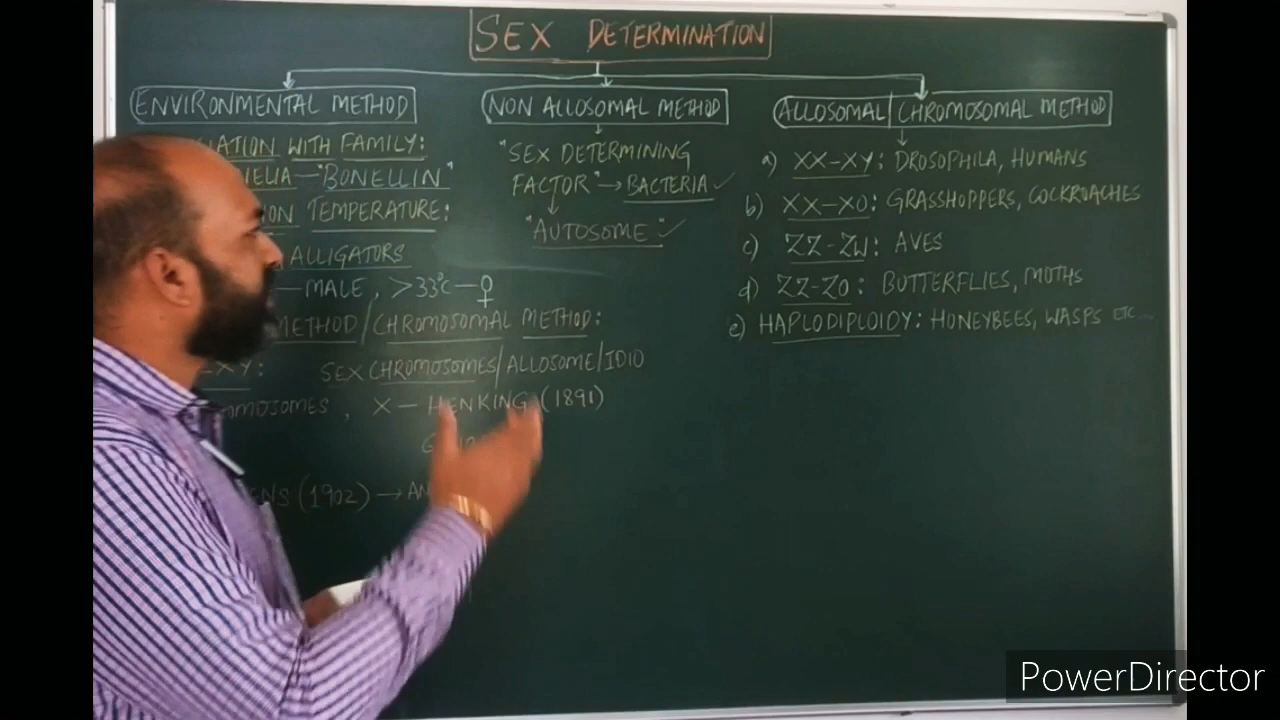 SEX DETERMINATION
ENVIRONMENTAL METHOD
WITH FAMILY:
"BONELLIN"
TEMPERATURE:
ALLIGATORS
— MALE, >33°C — ♀
METHOD/CHROMOSOMAL METHOD:
-XY: SEX CHROMOSOMES/ALLOSOME/IDIO
, X — HENKING (1891)
(1902) →
NON ALLOSOMAL METHOD
"SEX DETERMINING
FACTOR" → BACTERIA ✓
"AUTOSOME" ✓
ALLOSOMAL/CHROMOSOMAL METHOD
a) XX-XY: DROSOPHILA, HUMANS
b) XX-XO: GRASSHOPPERS, COCKROACHES
c) ZZ-ZW: AVES
d) ZZ-ZO: BUTTERFLIES, MOTHS
e) HAPLODIPLOIDY: HONEYBEES, WASPS ETC...
PowerDirector